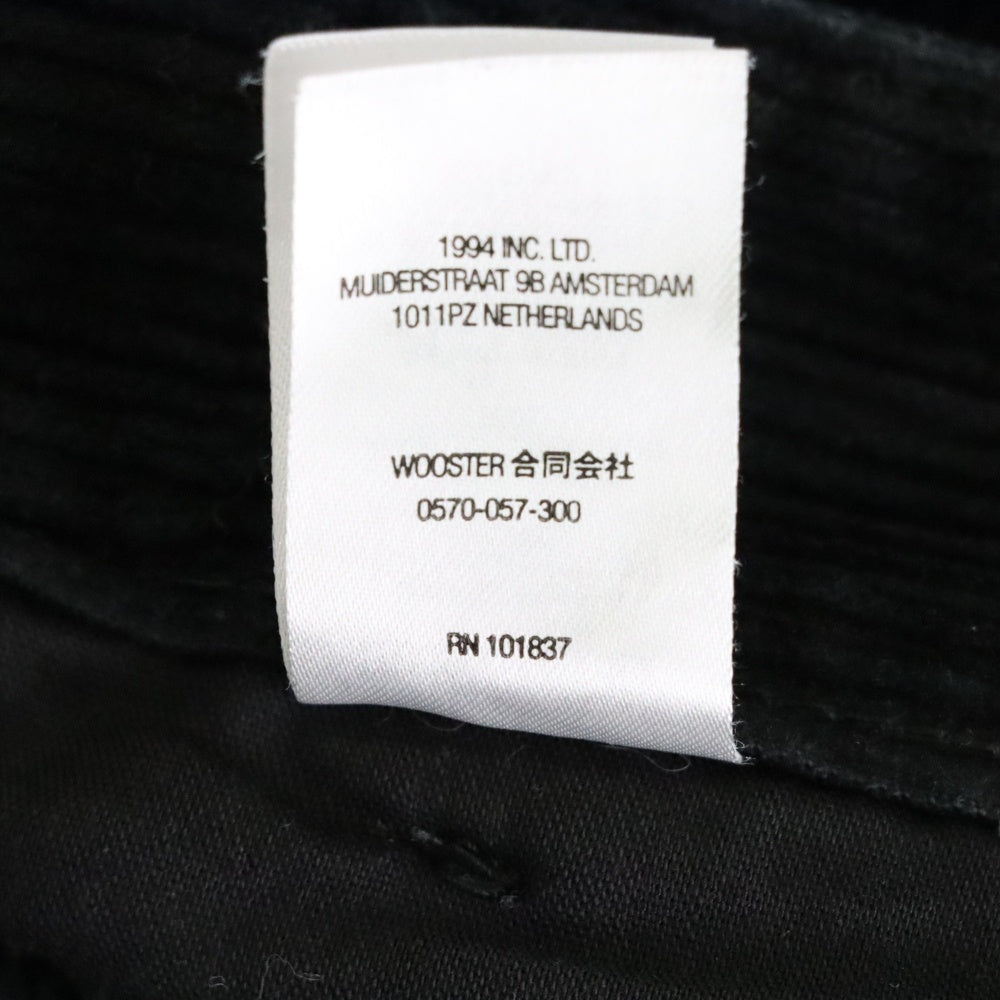 1994 INC. LTD.
MUIDERSTRAAT 9B AMSTERDAM
1011PZ NETHERLANDS
WOOSTER 合同会社
0570-057-300
RN 101837